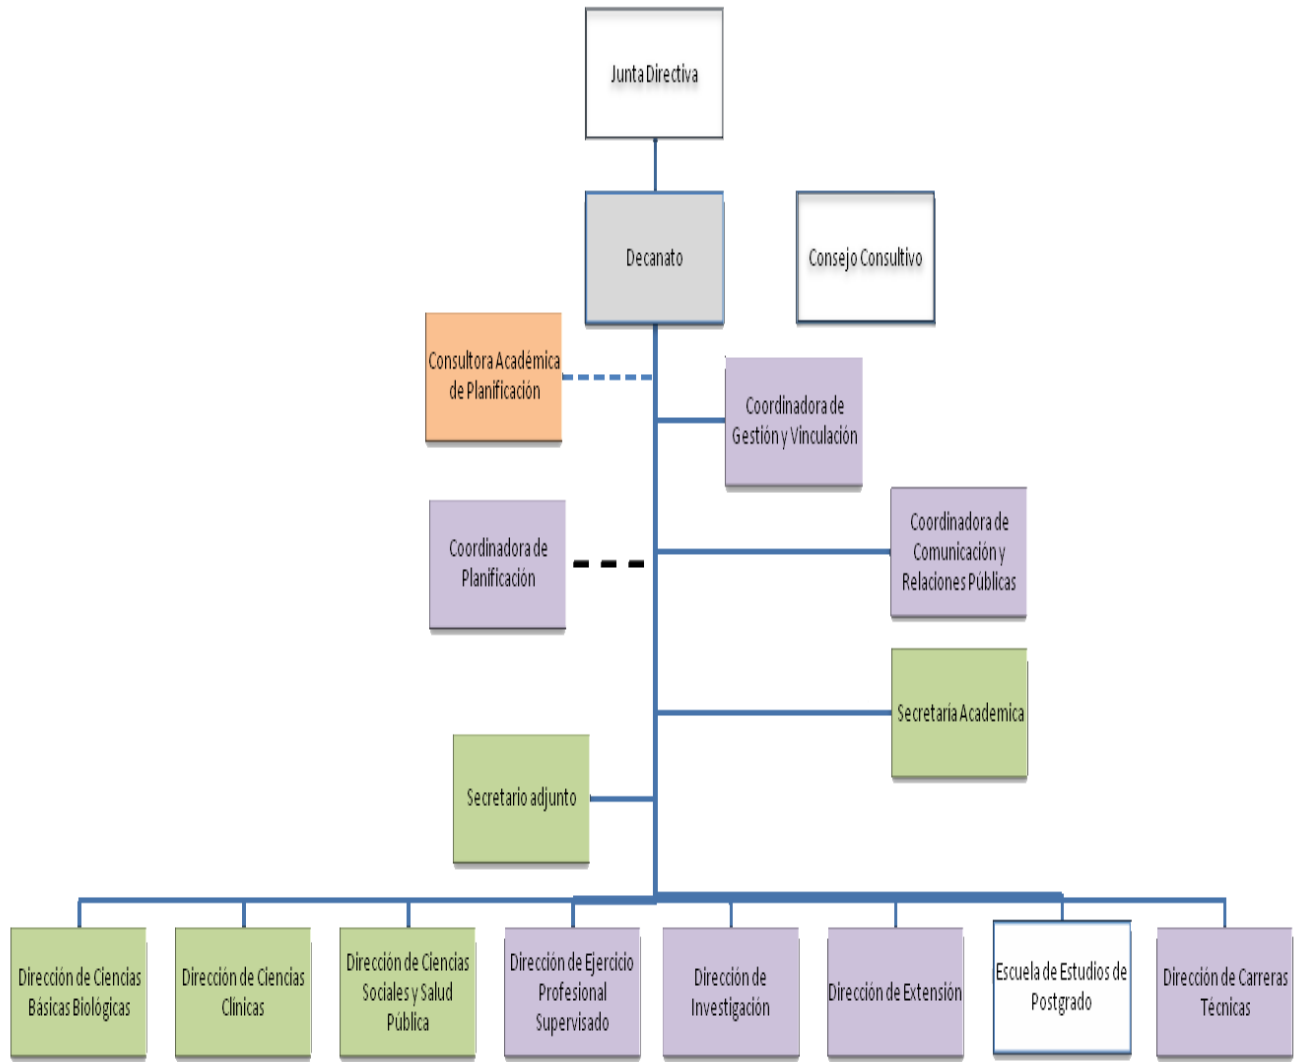 Junta Directiva
Decanato
Consejo Consultivo
Consultora Académica
de Planificación
Coordinadora de
Gestión y Vinculación
Coordinadora de
Planificación
Coordinadora de
Comunicación y
Relaciones Públicas
Secretaría Academica
Secretario adjunto
Dirección de Ciencias
Básicas Biológicas
Dirección de Ciencias
Clínicas
Dirección de Ciencias
Sociales y Salud
Pública
Dirección de Ejercicio
Profesional
Supervisado
Dirección de
Investigación
Dirección de Extensión
Escuela de Estudios de
Postgrado
Dirección de Carreras
Técnicas